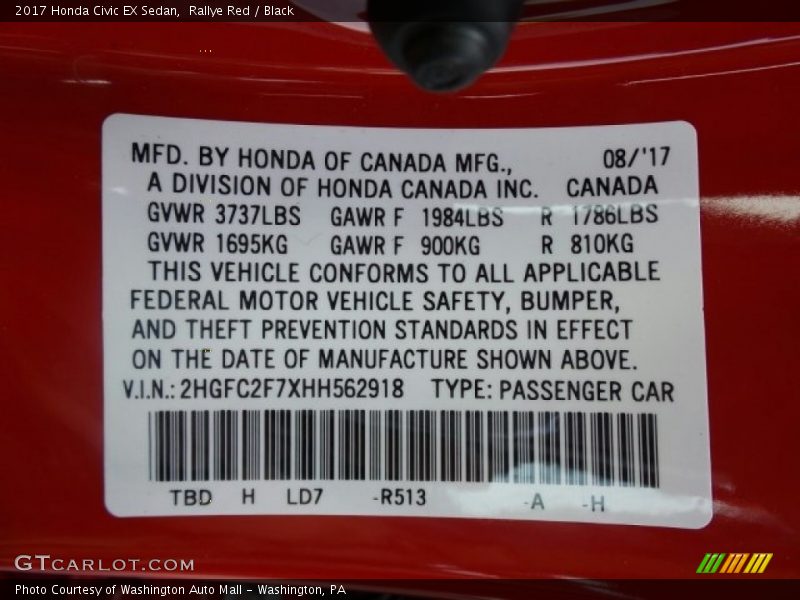 2017 Honda Civic EX Sedan,  Rallye Red / Black
MFD. BY HONDA OF CANADA MFG., 08/'17
A DIVISION OF HONDA CANADA INC. CANADA
GVWR 3737LBS GAWR F 1984LBS R 1786LBS
GVWR 1695KG GAWR F 900KG R 810KG
THIS VEHICLE CONFORMS TO ALL APPLICABLE
FEDERAL MOTOR VEHICLE SAFETY, BUMPER,
AND THEFT PREVENTION STANDARDS IN EFFECT
ON THE DATE OF MANUFACTURE SHOWN ABOVE.
V.I.N.: 2HGFC2F7XHH562918 TYPE: PASSENGER CAR
TBD H LD7 -R513 -A -H
GTCARLOT.COM
Photo Courtesy of Washington Auto Mall - Washington, PA